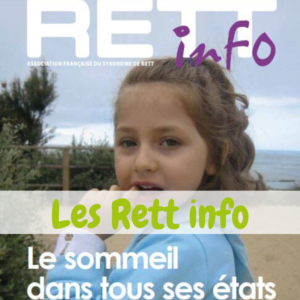 RETT
info
ASSOCIATION FRANÇAISE DU SYNDROME DE RETT
Les Rett info
Le sommeil
dans tous ses états